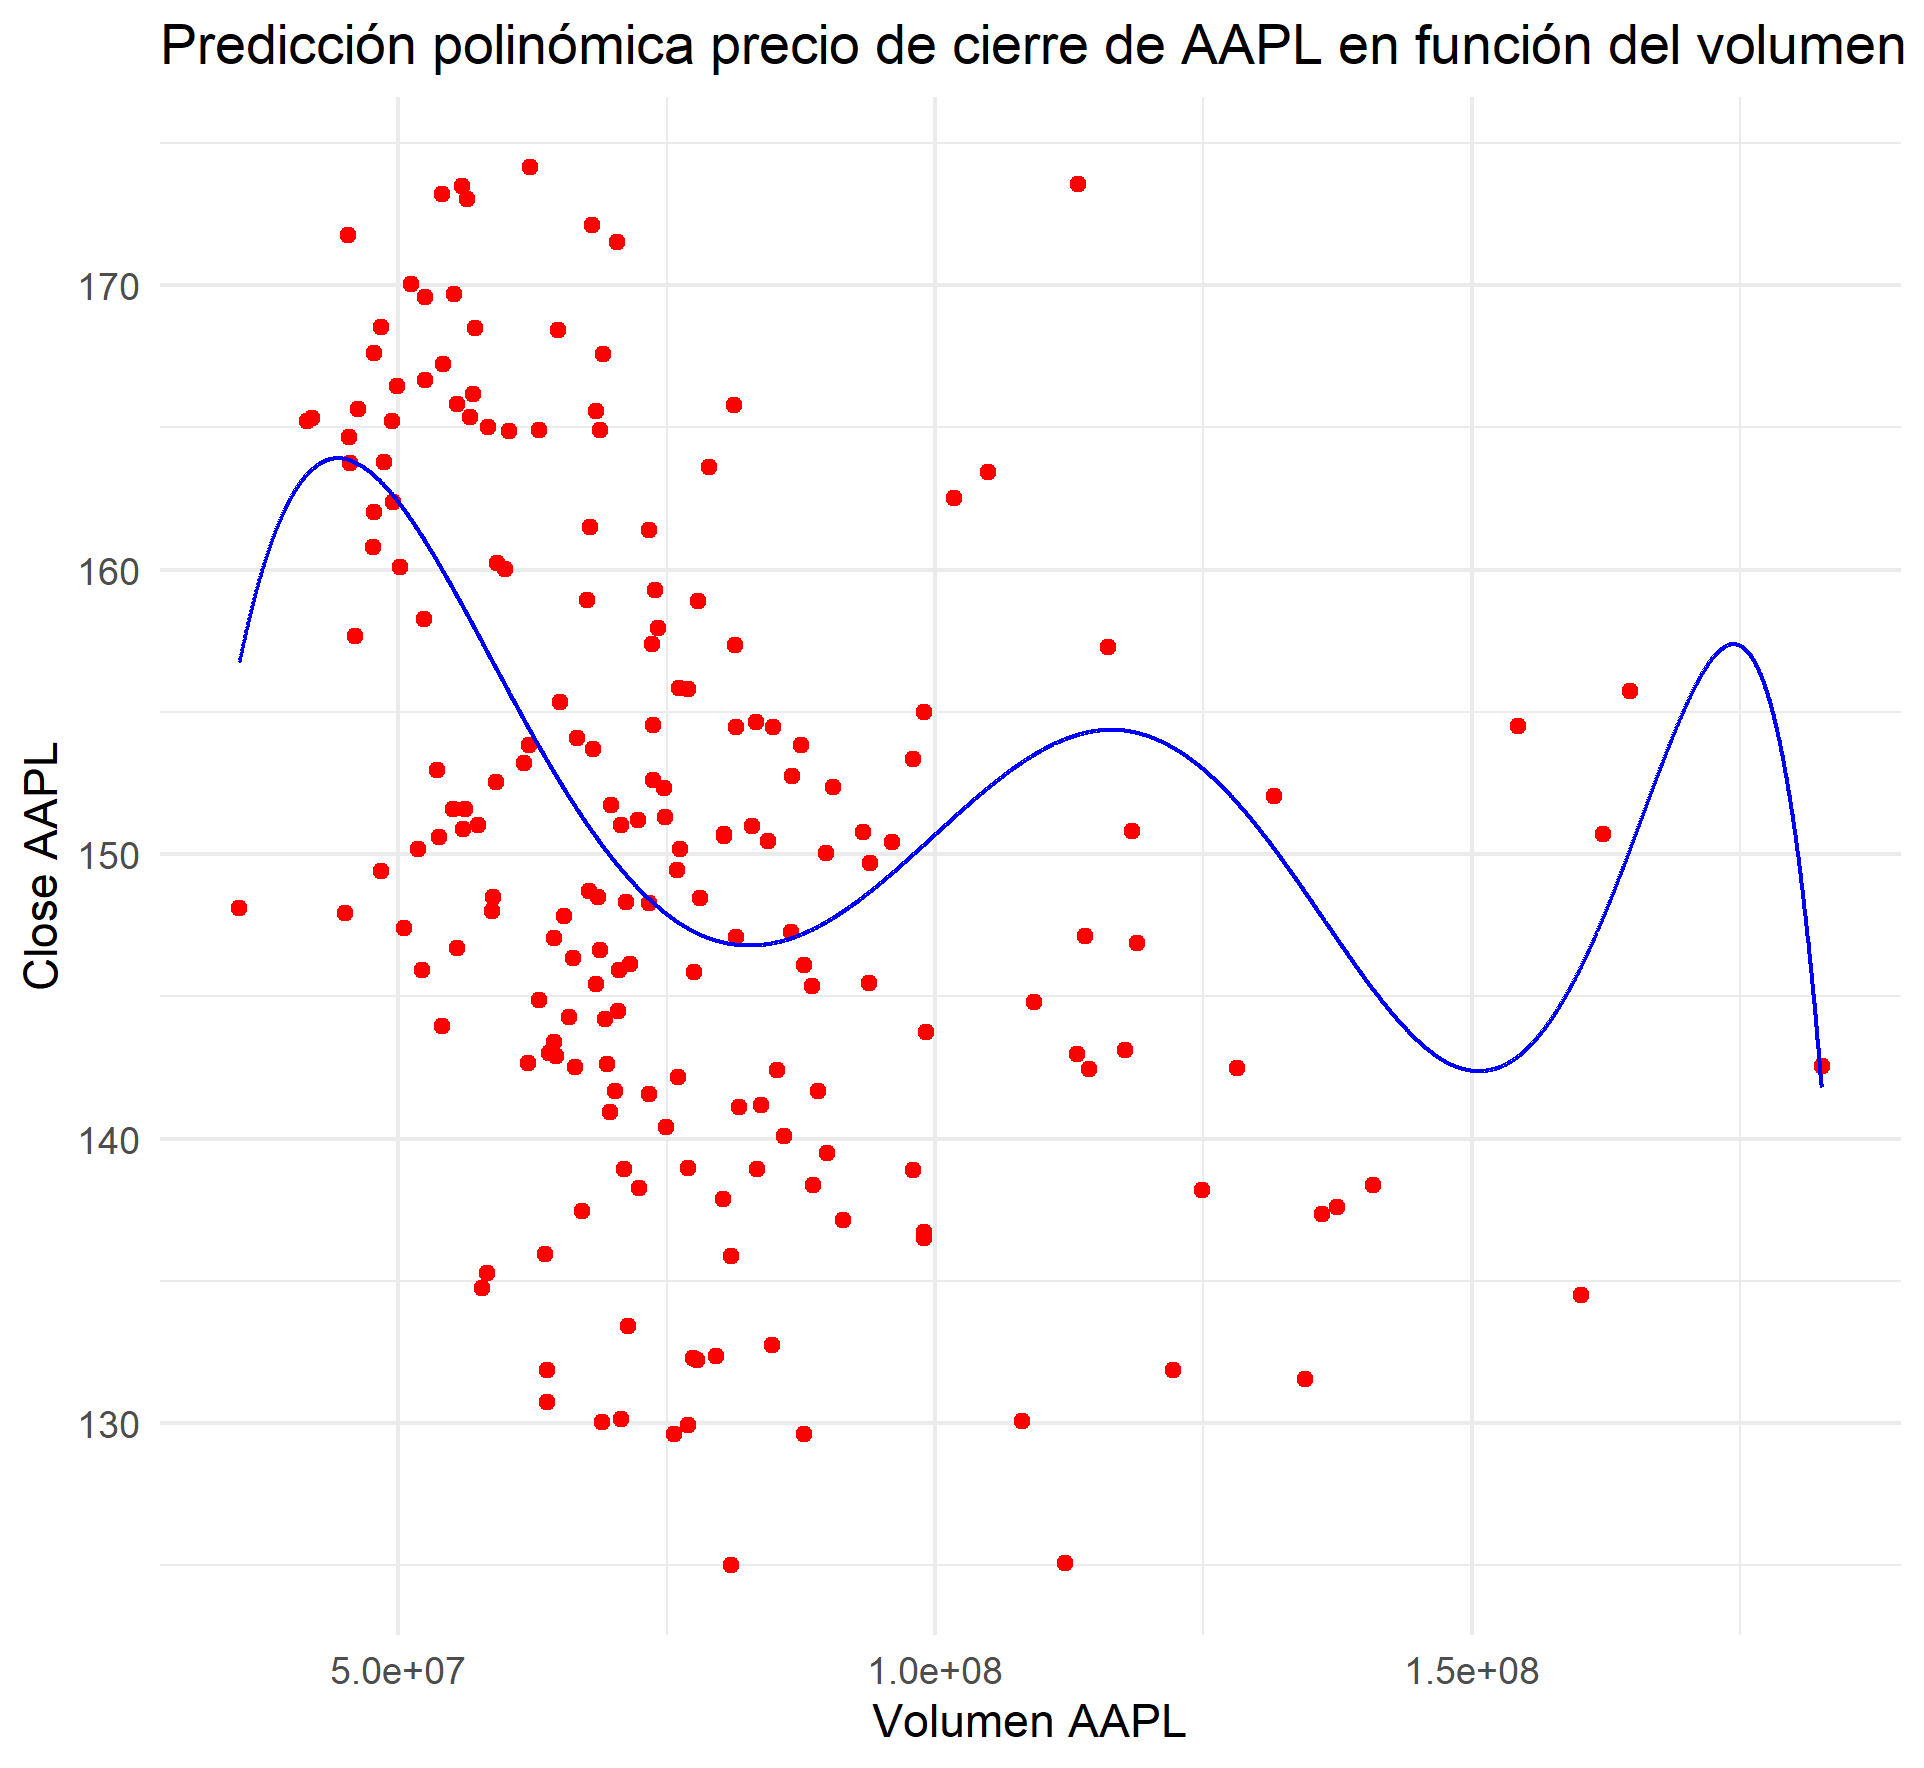 Predicción polinómica precio de cierre de AAPL en función del volumen
Close AAPL
170
160
150
140
130
5.0e+07
1.0e+08
1.5e+08
Volumen AAPL